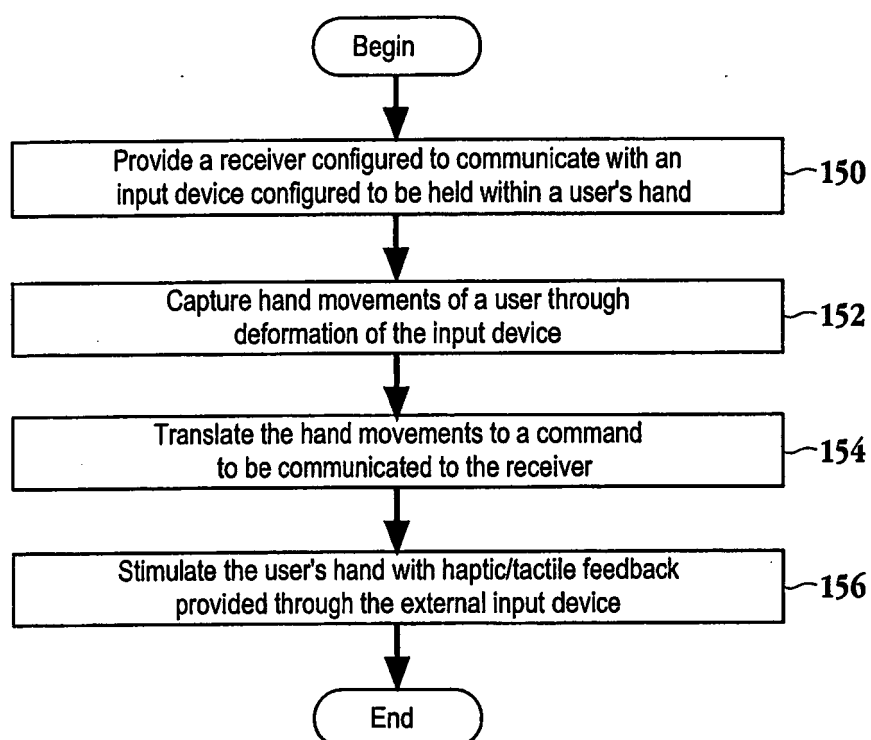 Begin
Provide a receiver configured to communicate with an
input device configured to be held within a user's hand
150
Capture hand movements of a user through
deformation of the input device
152
Translate the hand movements to a command
to be communicated to the receiver
154
Stimulate the user's hand with haptic/tactile feedback
provided through the external input device
156
End